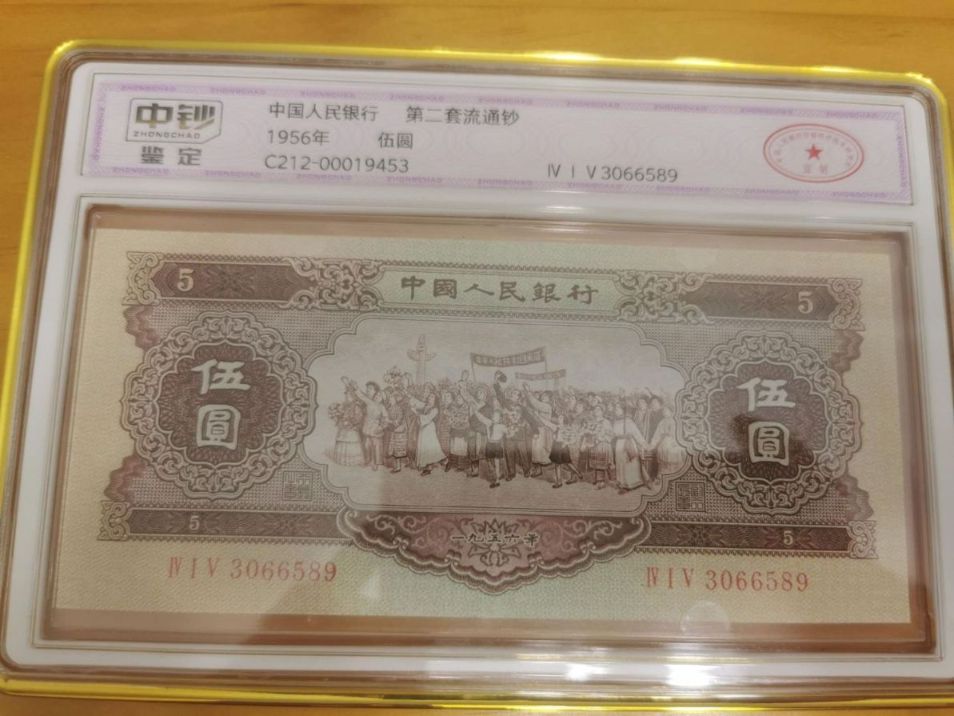 中钞
ZHONGCHAO
鉴定
中国人民银行 第二套流通钞
1956年 伍圆
C212-00019453
Ⅳ Ⅰ Ⅴ 3066589
5
中國人民銀行
5
伍圓
伍圓
5
一九五六年
5
Ⅳ Ⅰ Ⅴ 3066589
Ⅳ Ⅰ Ⅴ 3066589